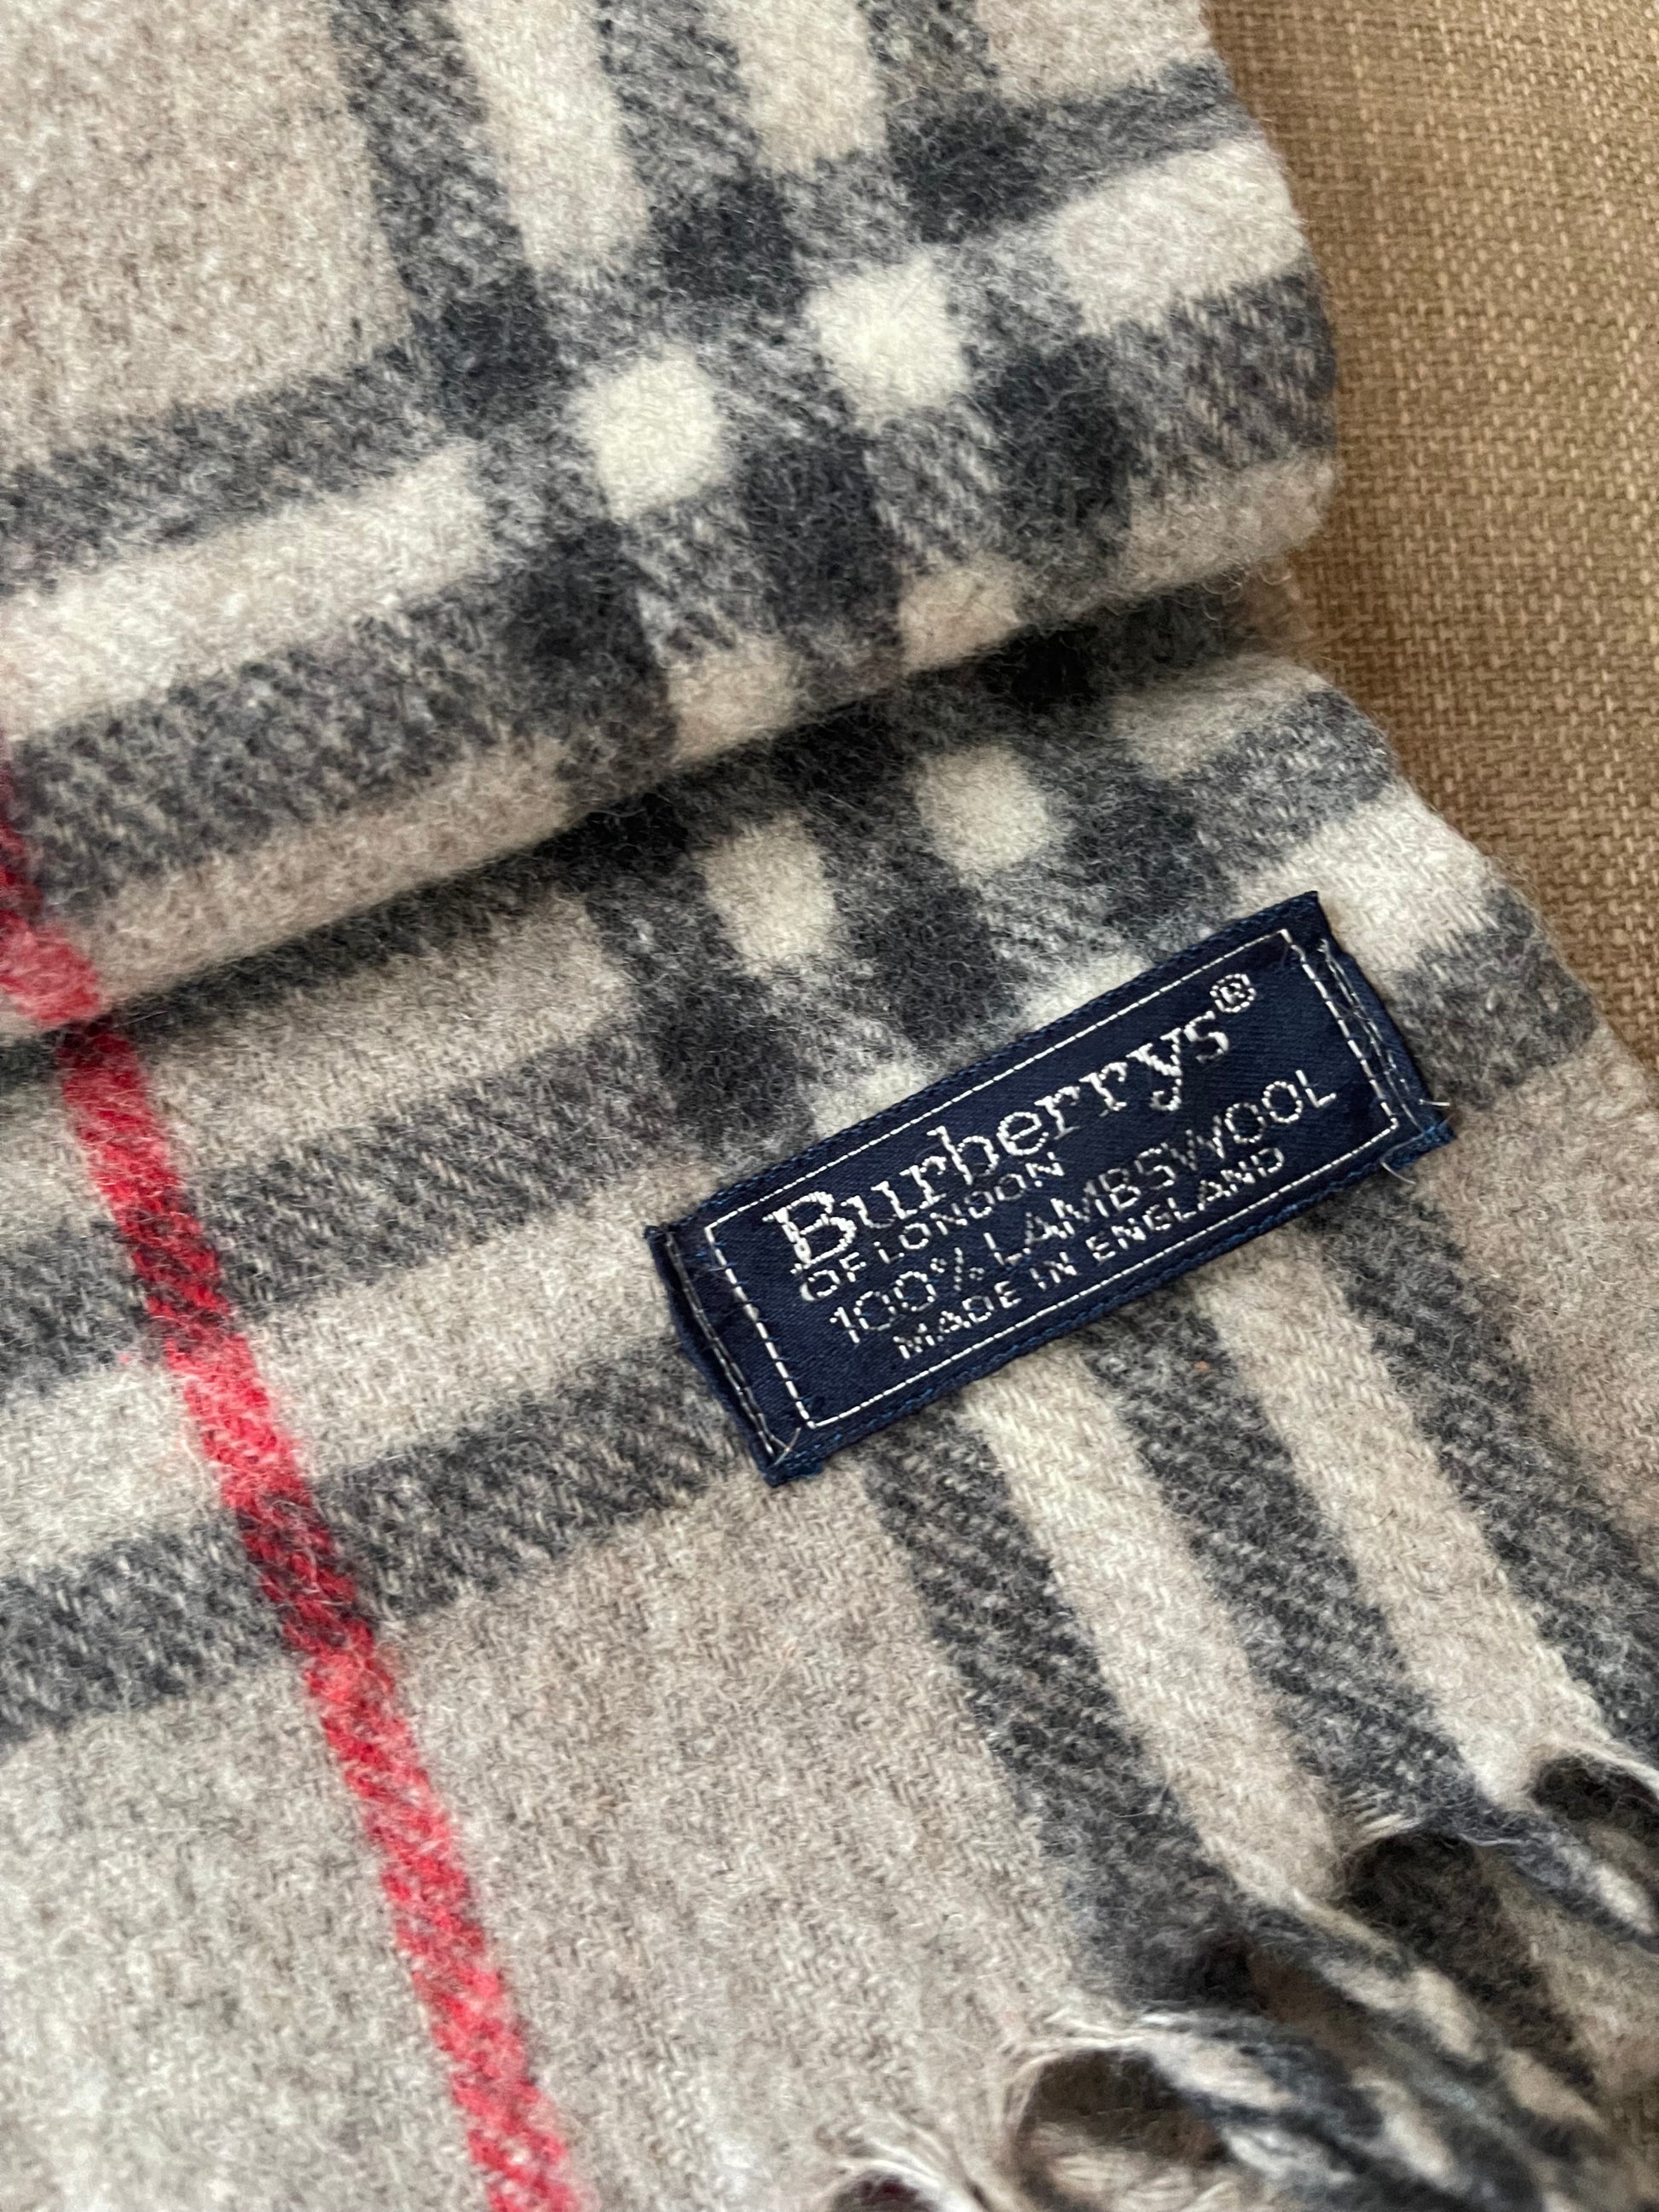 Burberrys®
OF LONDON
100% LAMBSWOOL
MADE IN ENGLAND